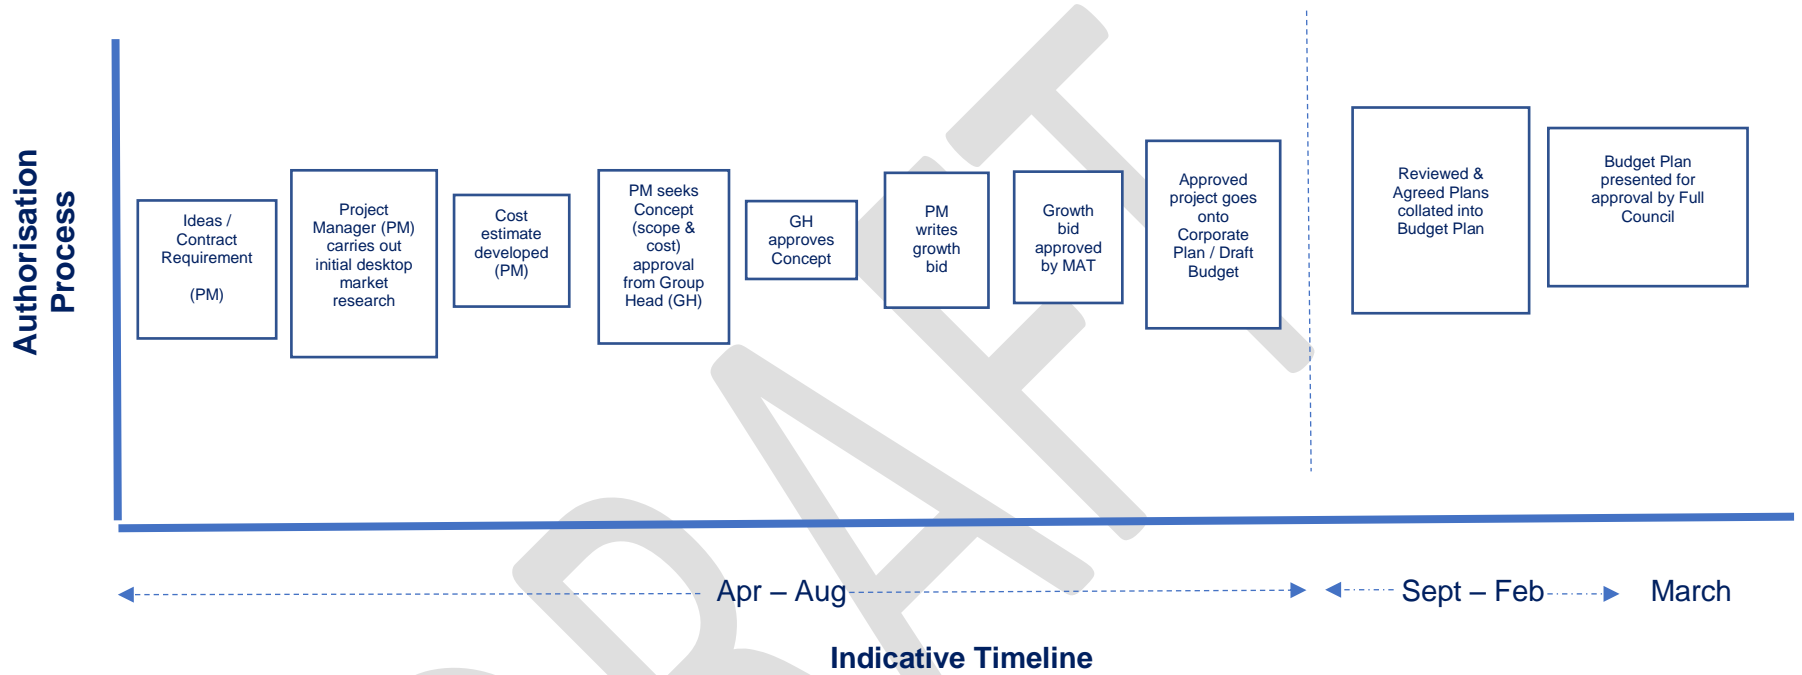 Authorisation
Process
Ideas /
Contract
Requirement
(PM)
Project
Manager (PM)
carries out
initial desktop
market
research
Cost
estimate
developed
(PM)
PM seeks
Concept
(scope &
cost)
approval
from Group
Head (GH)
GH
approves
Concept
PM
writes
growth
bid
Growth
bid
approved
by MAT
Approved
project goes
onto
Corporate
Plan / Draft
Budget
Reviewed &
Agreed Plans
collated into
Budget Plan
Budget Plan
presented for
approval by Full
Council
Apr – Aug
Sept – Feb
March
Indicative Timeline
DRAFT